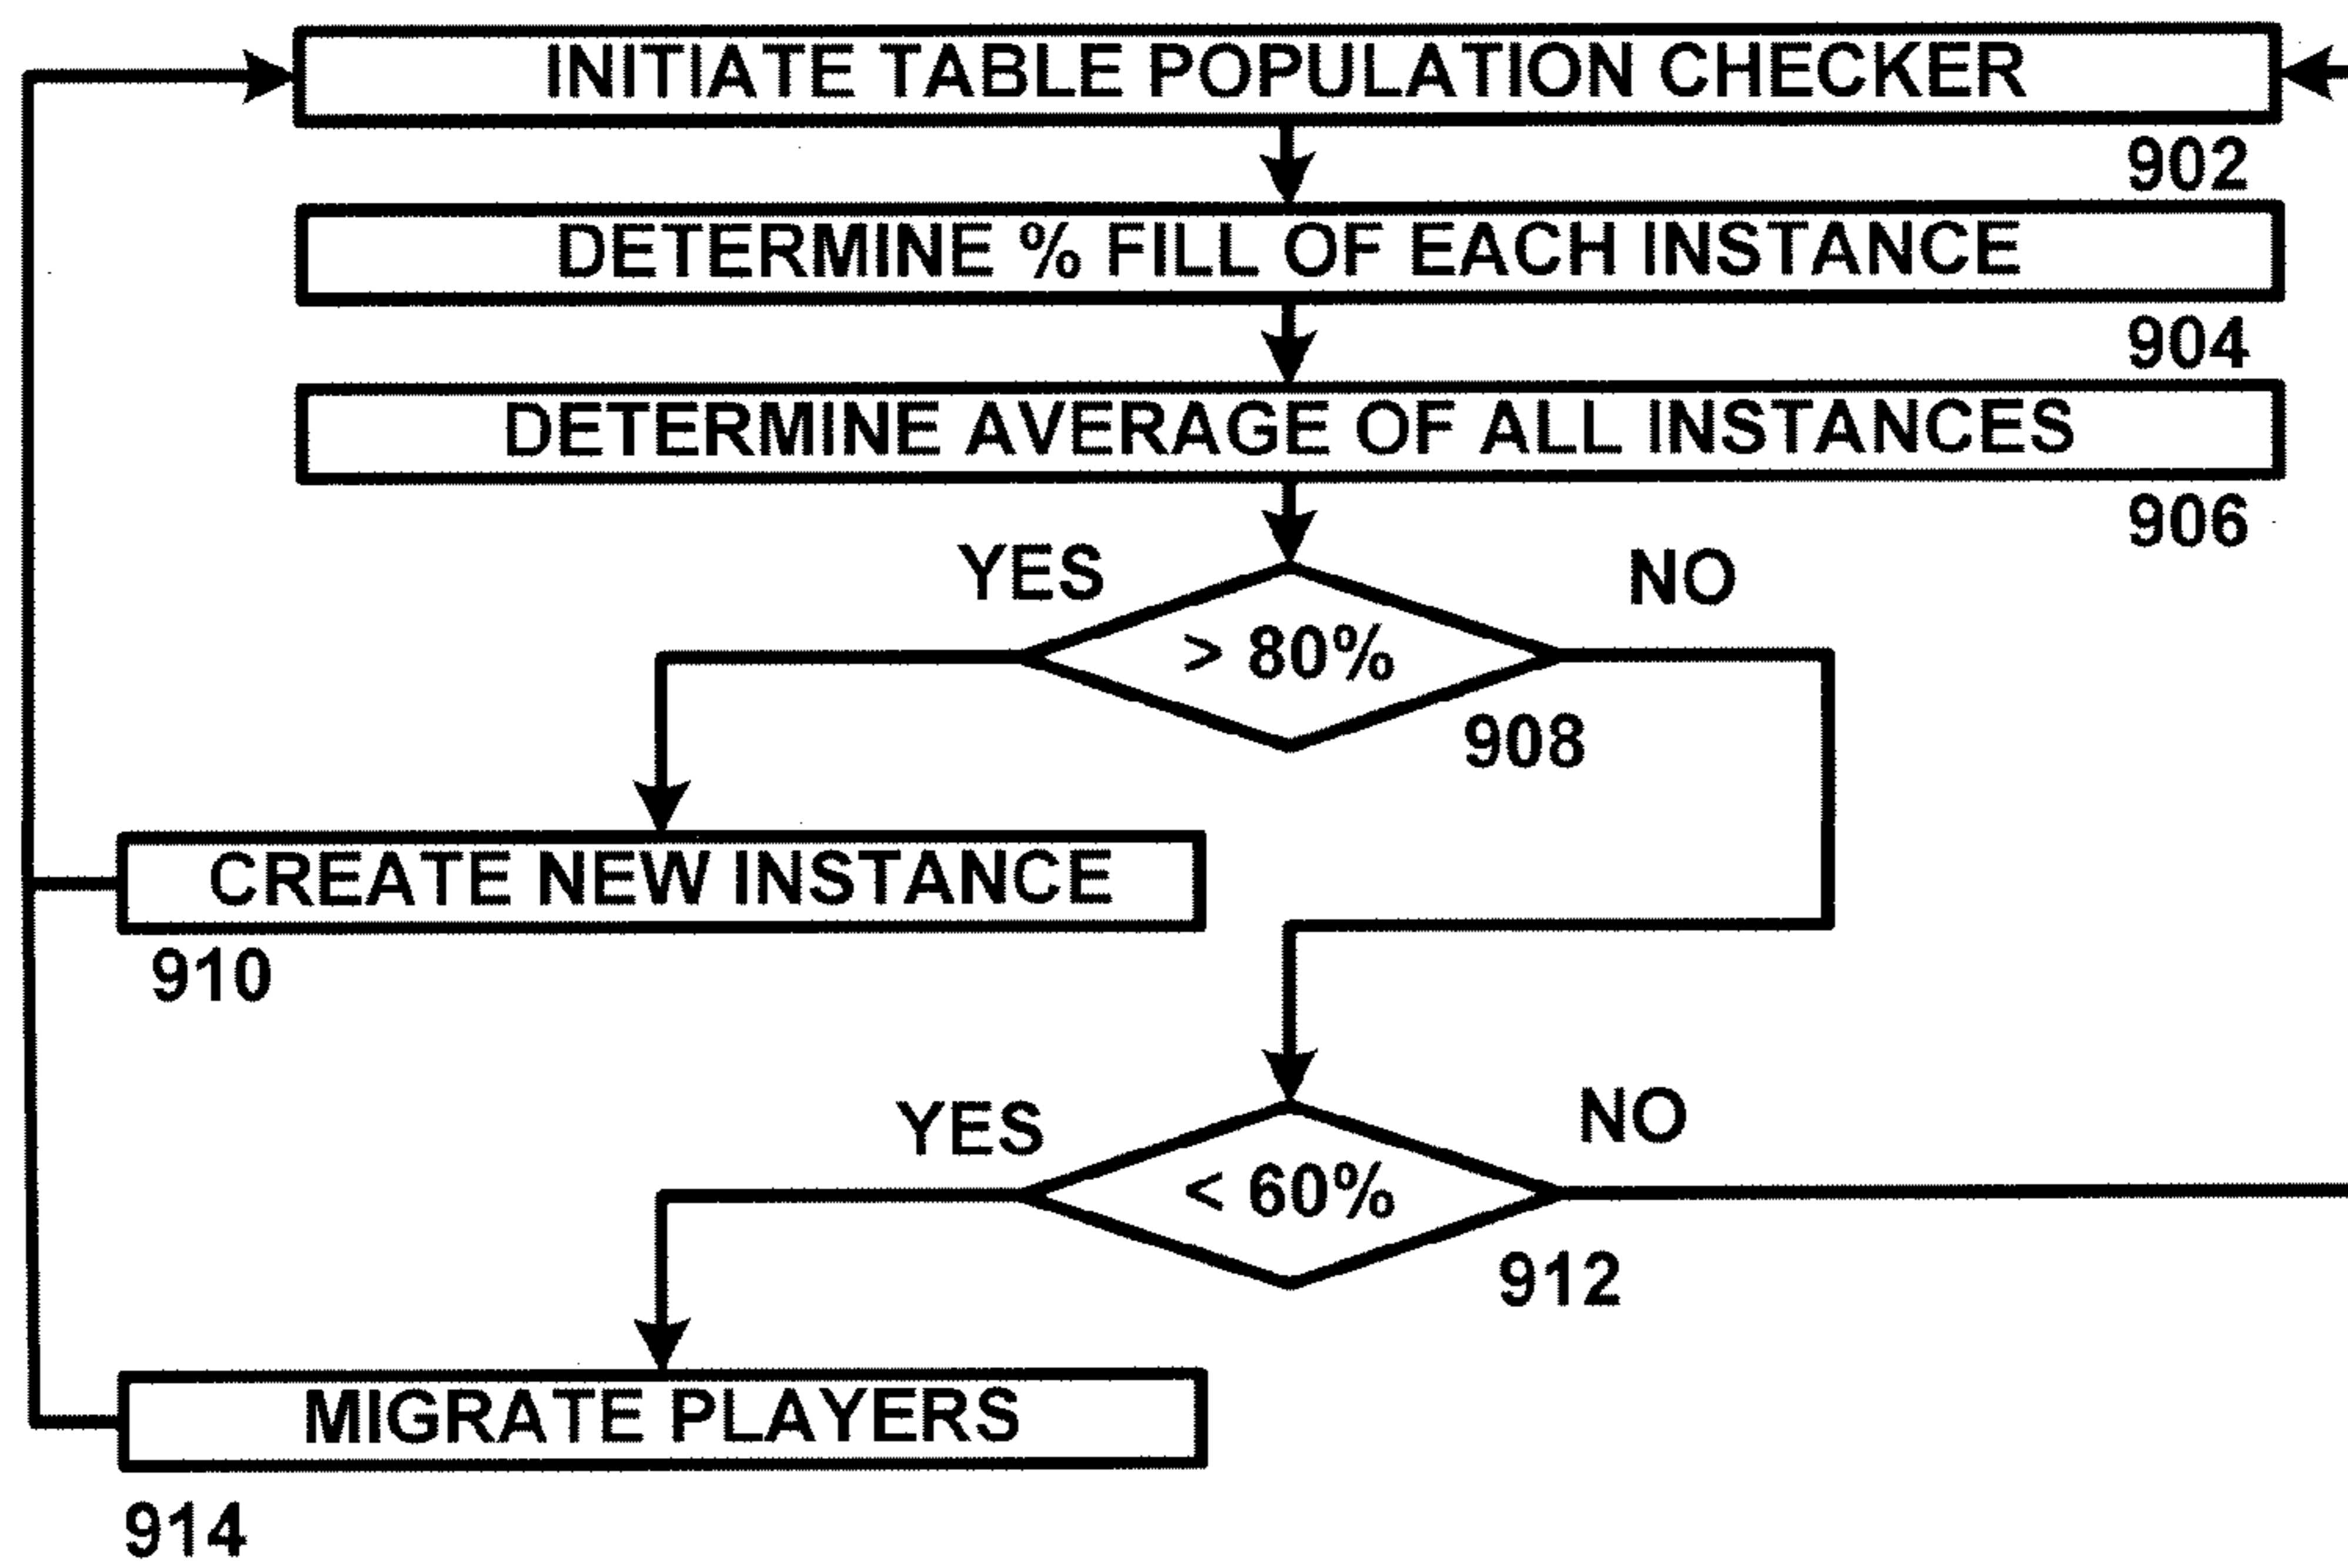 INITIATE TABLE POPULATION CHECKER
902
DETERMINE % FILL OF EACH INSTANCE
904
DETERMINE AVERAGE OF ALL INSTANCES
906
YES
NO
> 80%
908
CREATE NEW INSTANCE
910
YES
NO
< 60%
912
MIGRATE PLAYERS
914